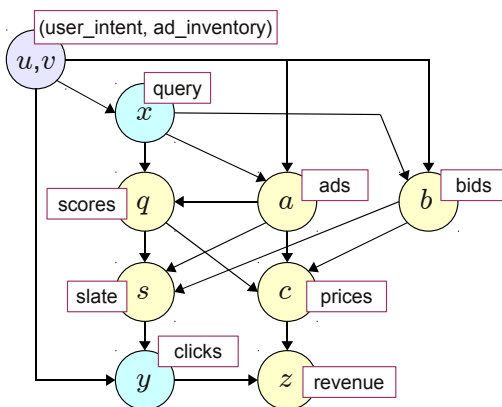 (user_intent, ad_inventory)
u,v
query
x
ads
bids
scores
q
a
b
slate
s
c
prices
clicks
y
z
revenue